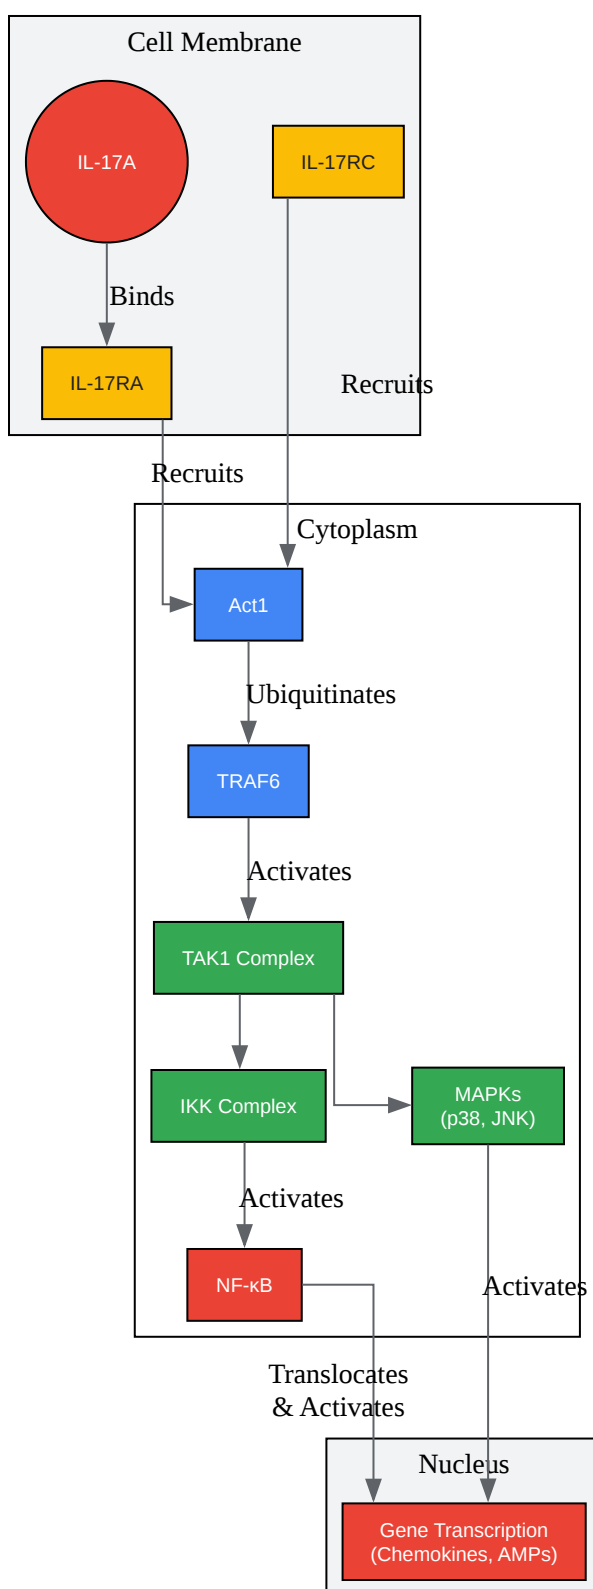 Cell Membrane
IL-17A
IL-17RC
Binds
IL-17RA
Recruits
Recruits
Cytoplasm
Act1
Ubiquitinates
TRAF6
Activates
TAK1 Complex
IKK Complex
MAPKs
(p38, JNK)
Activates
NF-κB
Activates
Translocates
& Activates
Nucleus
Gene Transcription
(Chemokines, AMPs)